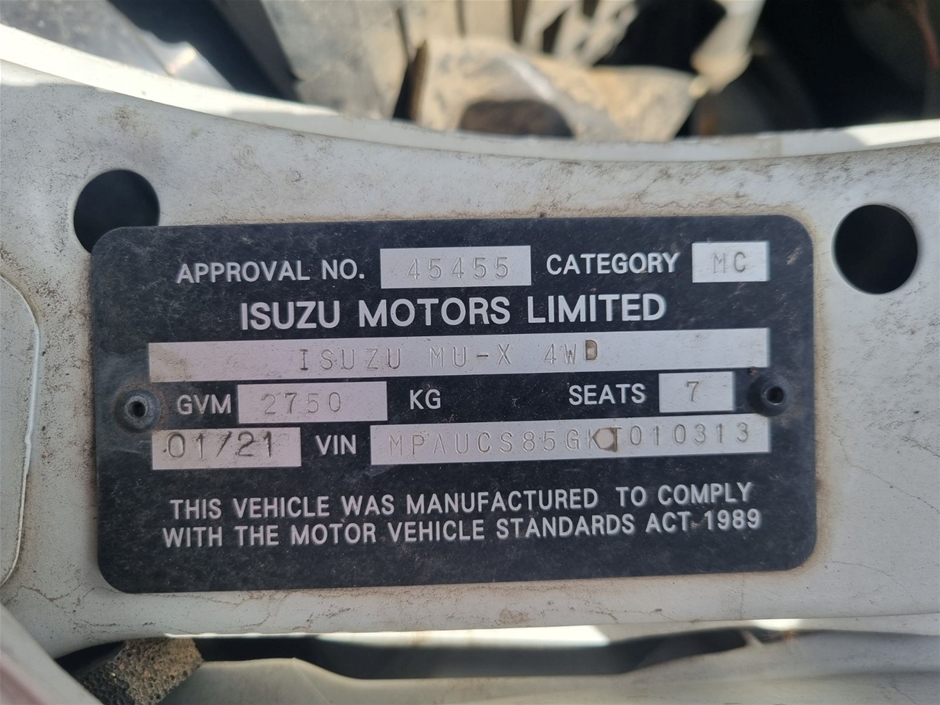 APPROVAL NO. 45455 CATEGORY MC
ISUZU MOTORS LIMITED
ISUZU MU-X 4WD
GVM 2750 KG SEATS 7
01/21 VIN MPAUCS85GKT010313
THIS VEHICLE WAS MANUFACTURED TO COMPLY
WITH THE MOTOR VEHICLE STANDARDS ACT 1989